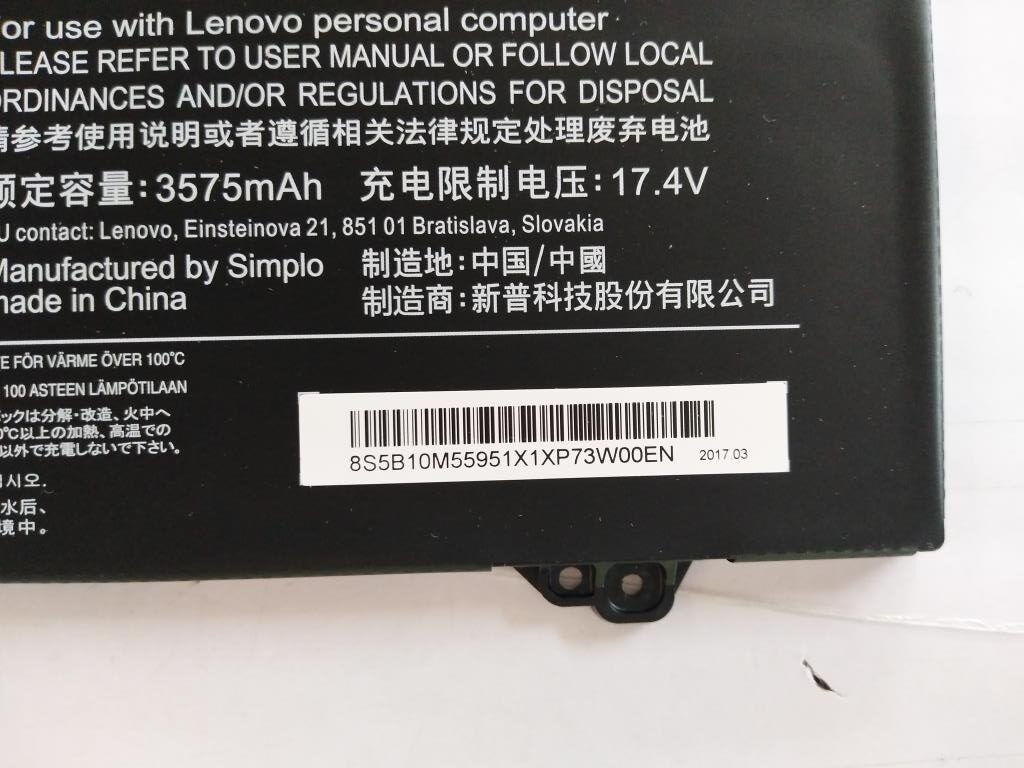 or use with Lenovo personal computer
LEASE REFER TO USER MANUAL OR FOLLOW LOCAL
ORDINANCES AND/OR REGULATIONS FOR DISPOSAL
请参考使用说明或者遵循相关法律规定处理废弃电池
额定容量:3575mAh 充电限制电压:17.4V
U contact: Lenovo, Einsteinova 21, 851 01 Bratislava, Slovakia
Manufactured by Simplo 制造地:中国/中國
made in China 制造商:新普科技股份有限公司
TE FÖR VÄRME ÖVER 100°C
100 ASTEEN LÄMPÖTILAAN
ックは分解・改造、火中へ
0℃以上の加熱、高温での
以外で充電しないで下さい。
시오.
水后、
境中。
8S5B10M55951X1XP73W00EN 2017.03